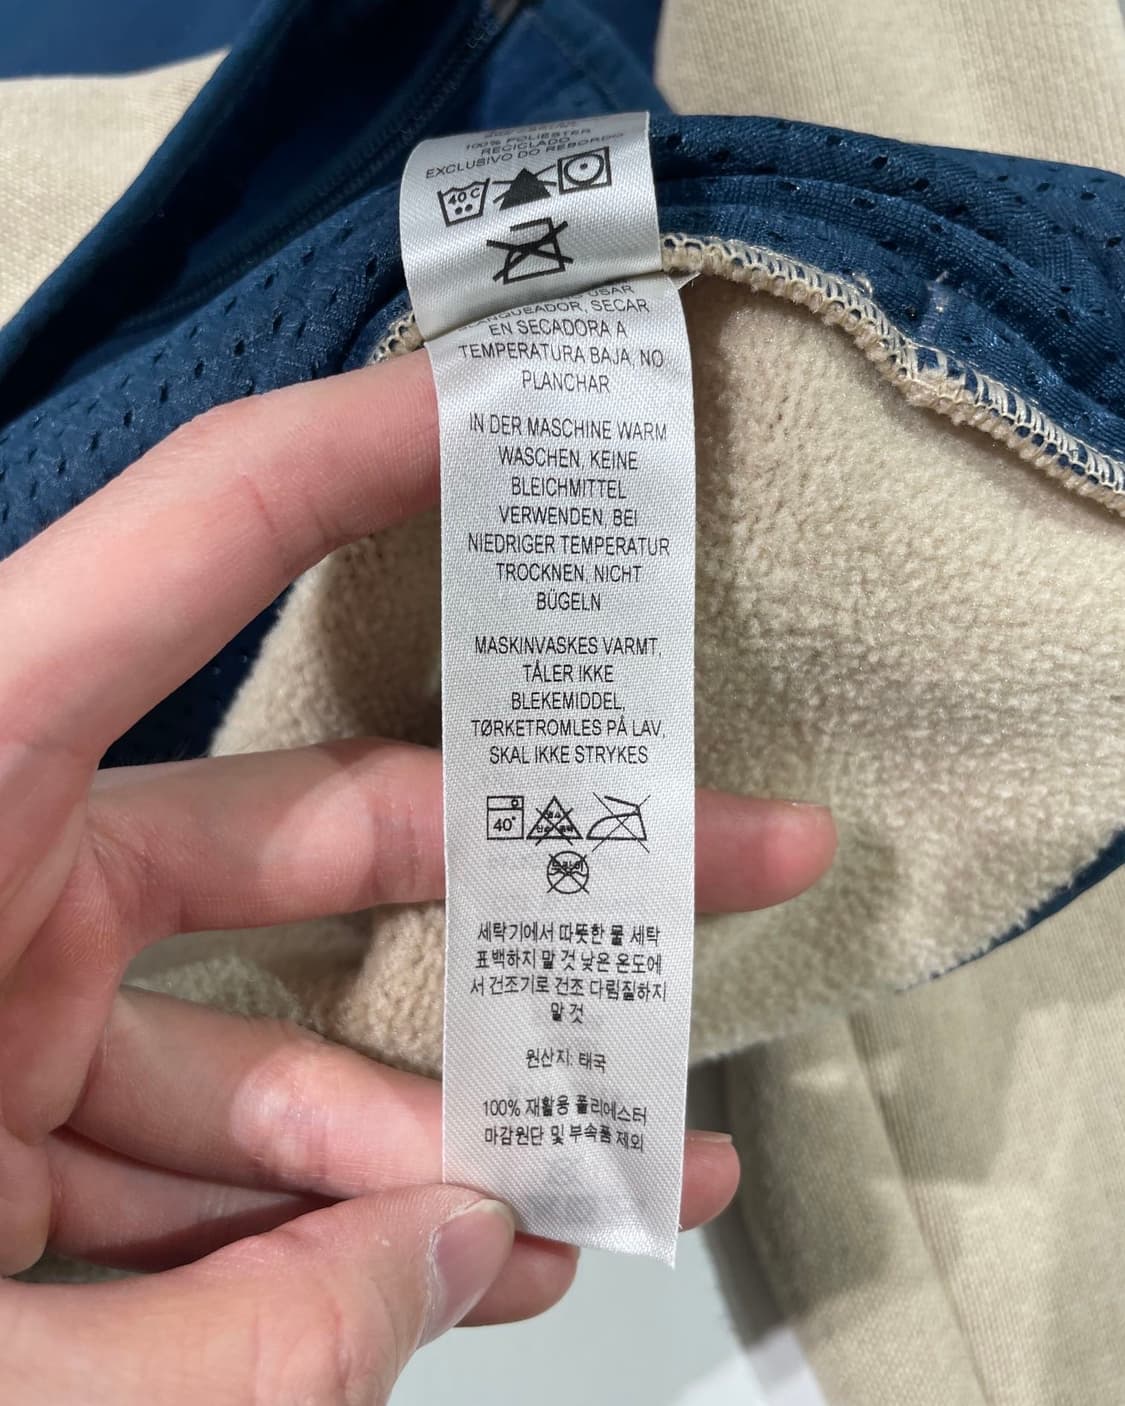 100% POLIÉSTER
RECICLADO
EXCLUSIVO DO REBORDO
40 C
USAR
BLANQUEADOR, SECAR
EN SECADORA A
TEMPERATURA BAJA, NO
PLANCHAR
IN DER MASCHINE WARM
WASCHEN, KEINE
BLEICHMITTEL
VERWENDEN, BEI
NIEDRIGER TEMPERATUR
TROCKNEN, NICHT
BÜGELN
MASKINVASKES VARMT,
TÅLER IKKE
BLEKEMIDDEL,
TØRKETROMLES PÅ LAV,
SKAL IKKE STRYKES
40°
세탁기에서 따뜻한 물 세탁
표백하지 말 것 낮은 온도에
서 건조기로 건조 다림질하지
말 것
원산지: 태국
100% 재활용 폴리에스터
마감원단 및 부속품 제외